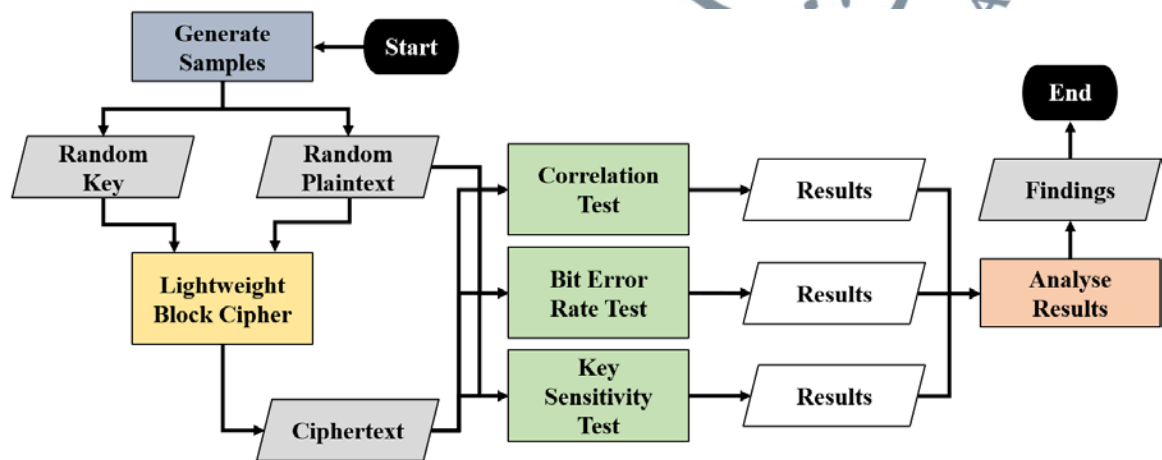 Generate
Samples
Start
End
Random
Key
Random
Plaintext
Correlation
Test
Results
Findings
Lightweight
Block Cipher
Bit Error
Rate Test
Results
Analyse
Results
Key
Sensitivity
Test
Results
Ciphertext